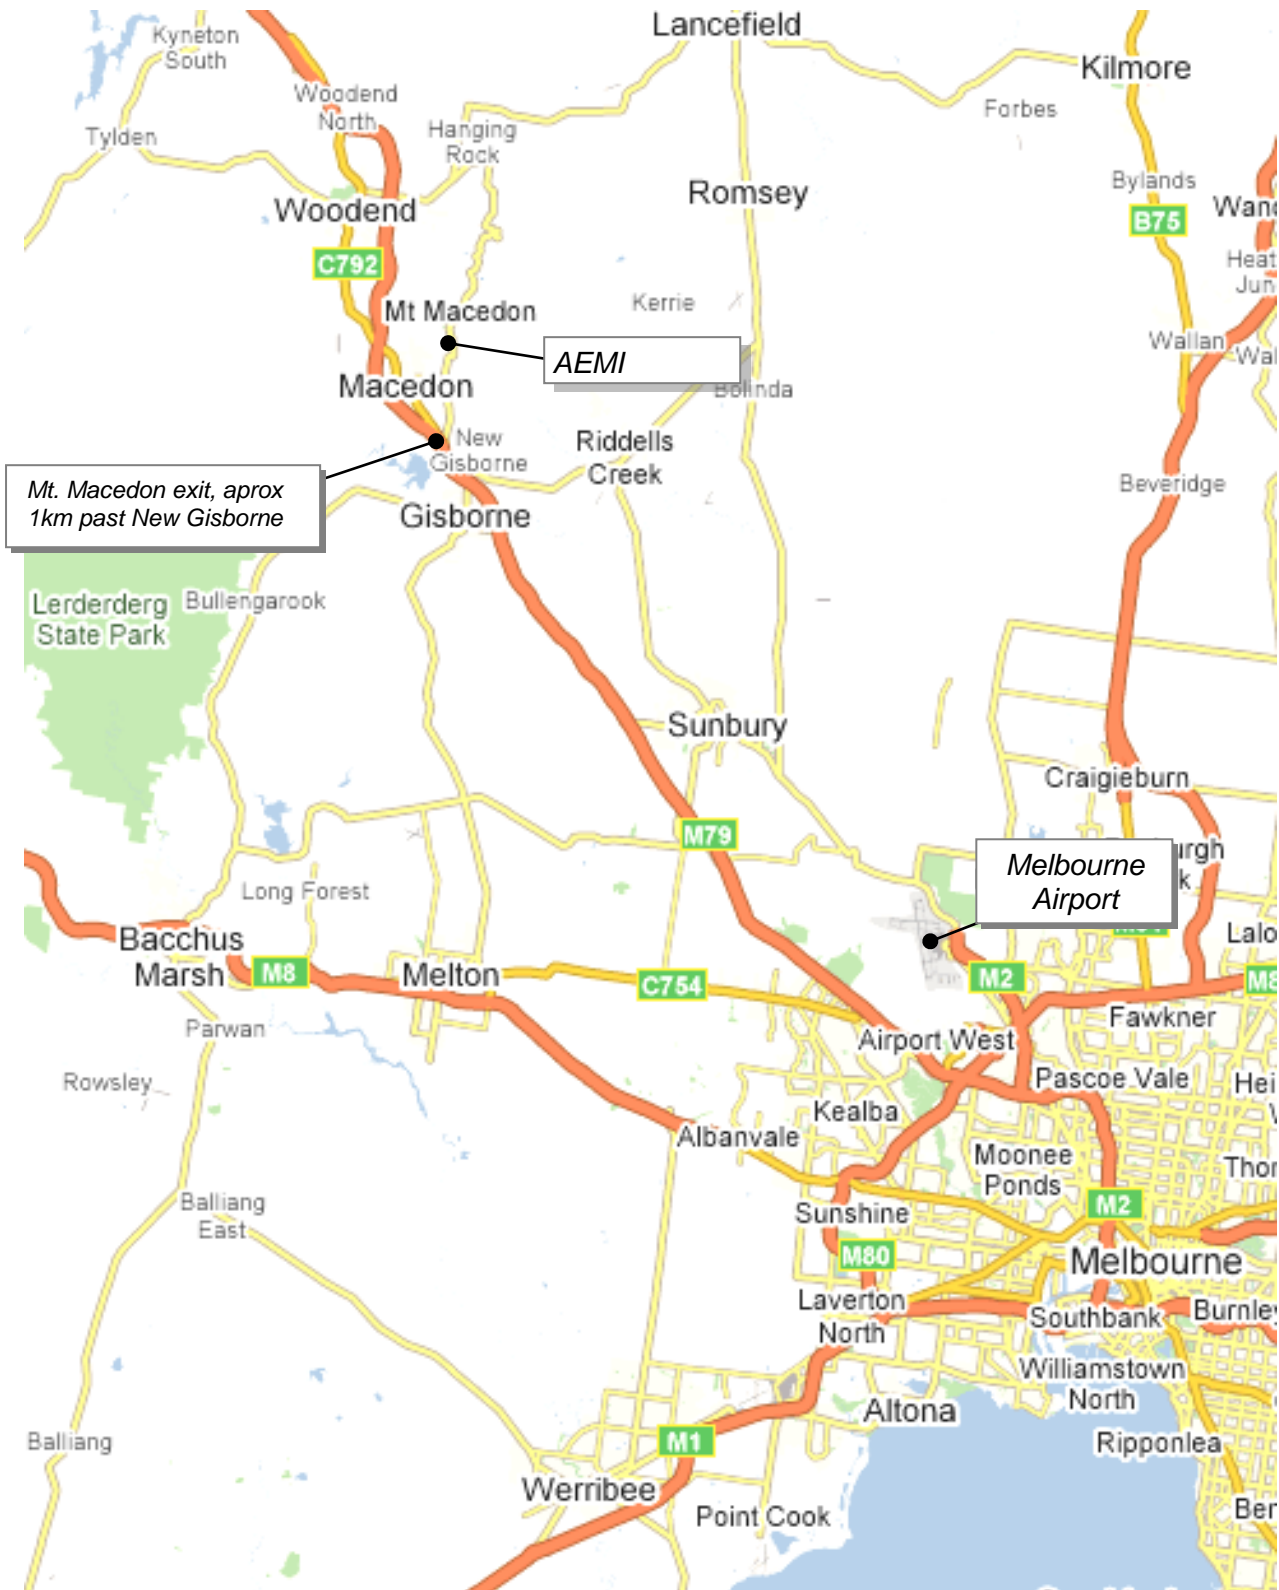 Lancefield
Kyneton
South
Kilmore
Woodend
North
Forbes
Tylden
Hanging
Rock
Bylands
Romsey
Woodend
B75
C792
Kerrie
Mt Macedon
Wallan
AEMI
Macedon
Bolinda
New
Gisborne
Riddells
Creek
Mt. Macedon exit, aprox
1km past New Gisborne
Beveridge
Gisborne
Lerderderg
State Park
Bullengarook
Sunbury
Craigieburn
M79
Melbourne
Airport
Long Forest
Bacchus
Marsh
M8
Melton
C754
M2
Parwan
Fawkner
Airport West
Rowsley
Pascoe Vale
Kealba
Albanvale
Moonee
Ponds
Balliang
East
M2
Sunshine
M80
Melbourne
Laverton
North
Southbank
Burnley
Williamstown
North
Altona
Balliang
M1
Ripponlea
Werribee
Point Cook